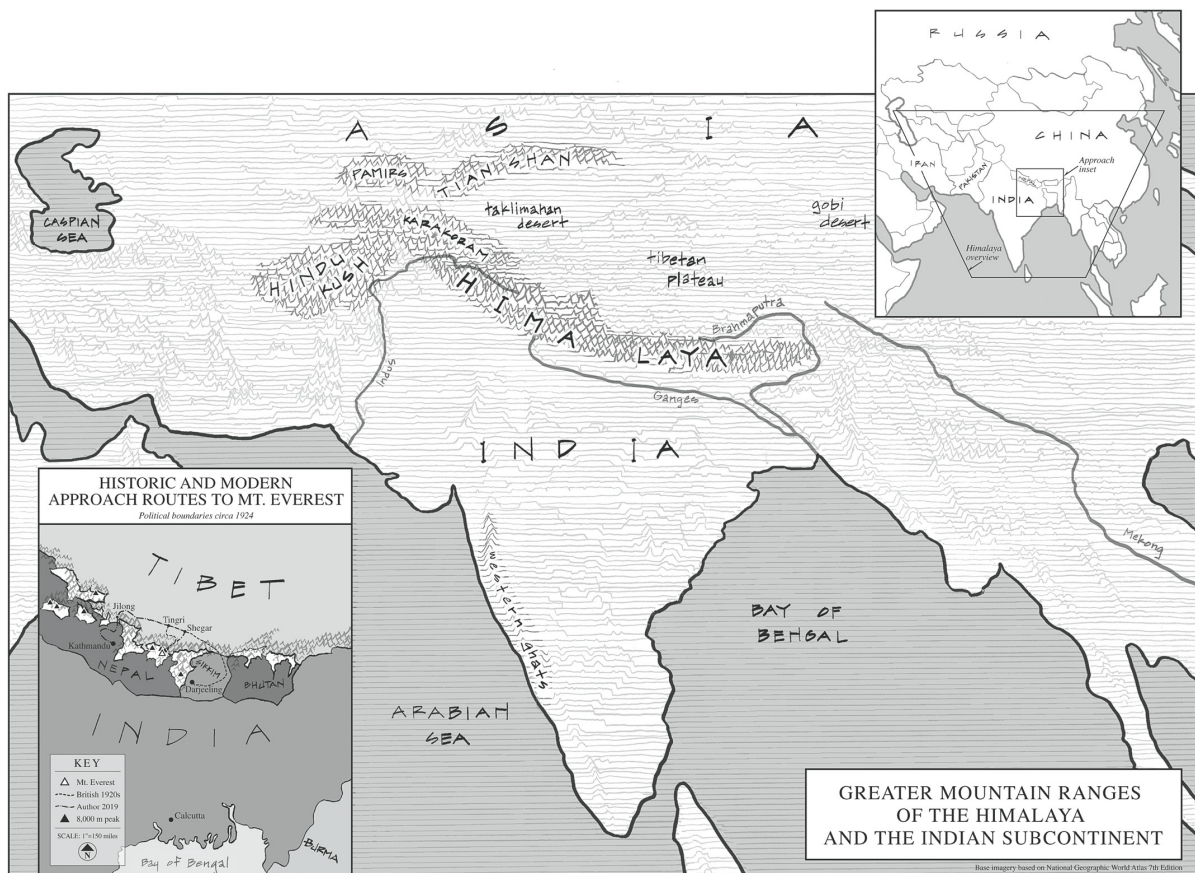 RUSSIA
CHINA
Approach
inset
IRAN
PAKISTAN
NEPAL
INDIA
Himalaya
overview
ASIA
PAMIRS
TIAN SHAN
CASPIAN
SEA
KARAKORAM
taklimahan
desert
gobi
desert
HINDU
KUSH
tibetan
plateau
HIMALAYA
Brahmaputra
Indus
Ganges
INDIA
Mekong
western ghats
BAY OF
BENGAL
ARABIAN
SEA
HISTORIC AND MODERN
APPROACH ROUTES TO MT. EVEREST
Political boundaries circa 1924
TIBET
Jilong
Tingri
Shegar
Kathmandu
NEPAL
SIKKIM
Darjeeling
BHUTAN
INDIA
KEY
Mt. Everest
British 1920s
Author 2019
8,000 m peak
SCALE: 1"=150 miles
N
Calcutta
Bay of Bengal
BURMA
GREATER MOUNTAIN RANGES
OF THE HIMALAYA
AND THE INDIAN SUBCONTINENT
Base imagery based on National Geographic World Atlas 7th Edition